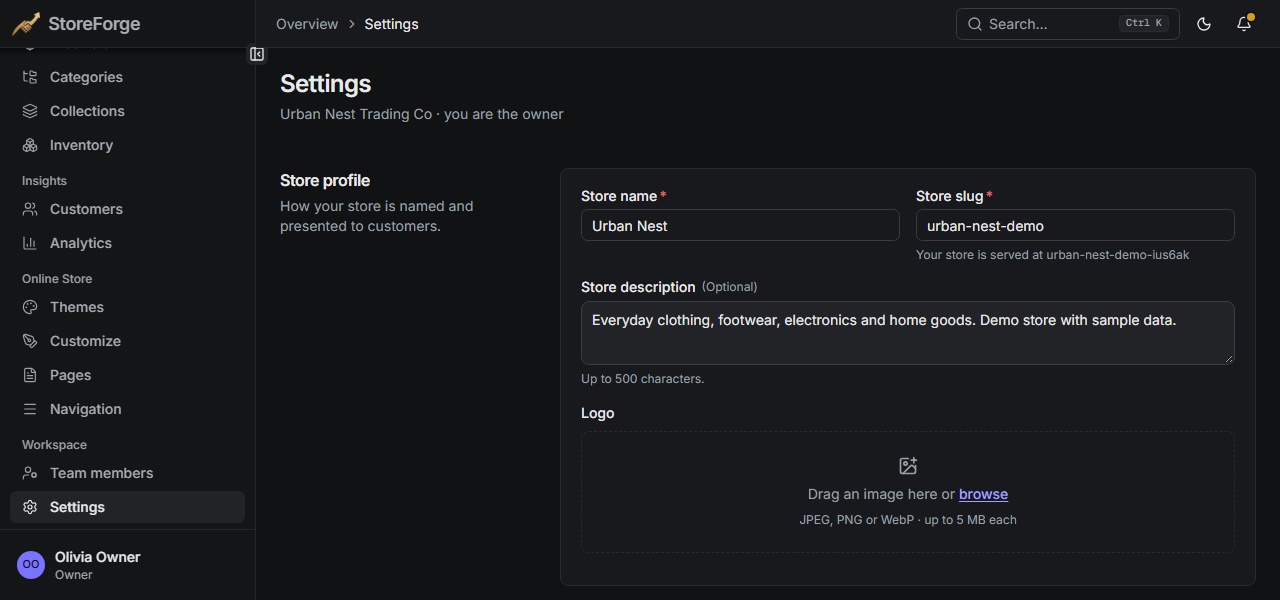 StoreForge
Overview > Settings
Search...
Ctrl K
Categories
Collections
Inventory
Insights
Customers
Analytics
Online Store
Themes
Customize
Pages
Navigation
Workspace
Team members
Settings
OO
Olivia Owner
Owner
Settings
Urban Nest Trading Co · you are the owner
Store profile
How your store is named and
presented to customers.
Store name *
Urban Nest
Store slug *
urban-nest-demo
Your store is served at urban-nest-demo-ius6ak
Store description (Optional)
Everyday clothing, footwear, electronics and home goods. Demo store with sample data.
Up to 500 characters.
Logo
Drag an image here or browse
JPEG, PNG or WebP · up to 5 MB each